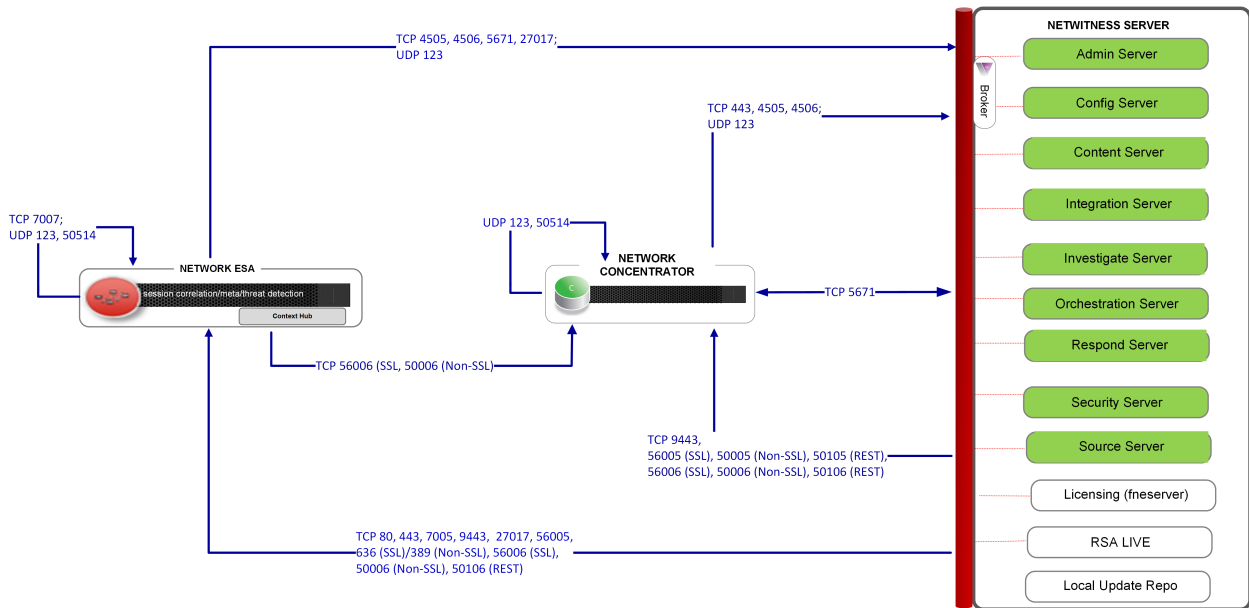 TCP 4505, 4506, 5671, 27017;
UDP 123
NETWITNESS SERVER
Admin Server
Broker
Config Server
TCP 443, 4505, 4506;
UDP 123
Content Server
Integration Server
TCP 7007;
UDP 123, 50514
UDP 123, 50514
NETWORK ESA
session correlation/meta/threat detection
Context Hub
NETWORK
CONCENTRATOR
C
Investigate Server
TCP 5671
Orchestration Server
Respond Server
TCP 56006 (SSL, 50006 (Non-SSL)
Security Server
TCP 9443,
56005 (SSL), 50005 (Non-SSL), 50105 (REST),
56006 (SSL), 50006 (Non-SSL), 50106 (REST)
Source Server
Licensing (fneserver)
TCP 80, 443, 7005, 9443, 27017, 56005,
636 (SSL)/389 (Non-SSL), 56006 (SSL),
50006 (Non-SSL), 50106 (REST)
RSA LIVE
Local Update Repo